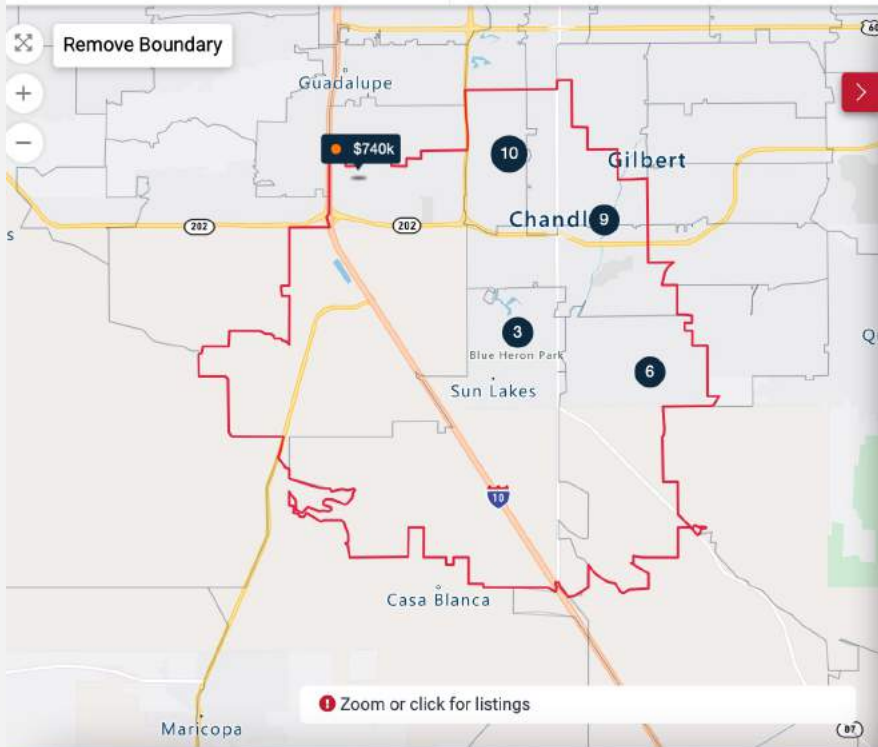 60
Remove Boundary
Guadalupe
$740k
10
Gilbert
Chandl
9
202
202
s
3
Blue Heron Park
Q
6
Sun Lakes
10
Casa Blanca
Zoom or click for listings
Maricopa
87